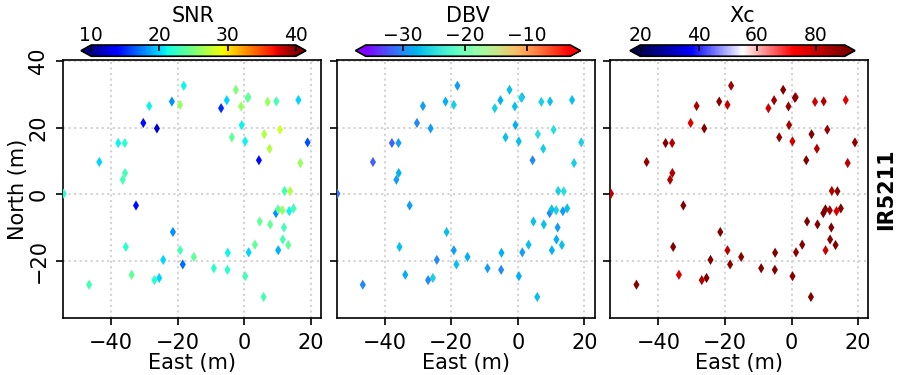 SNR DBV Xc
10 20 30 40 −30 −20 −10 20 40 60 80
40
20
0
−20
North (m)
IR5211
−40 −20 0 20 −40 −20 0 20 −40 −20 0 20
East (m) East (m) East (m)